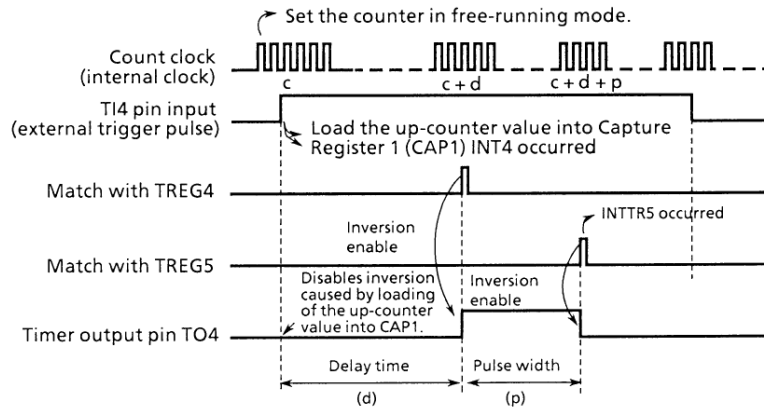 Set the counter in free-running mode.
Count clock
(internal clock)
c
c + d
c + d + p
TI4 pin input
(external trigger pulse)
Load the up-counter value into Capture
Register 1 (CAP1) INT4 occurred
Match with TREG4
INTTR5 occurred
Inversion
enable
Match with TREG5
Disables inversion
caused by loading
of the up-counter
value into CAP1.
Inversion
enable
Timer output pin TO4
Delay time
Pulse width
(d)
(p)